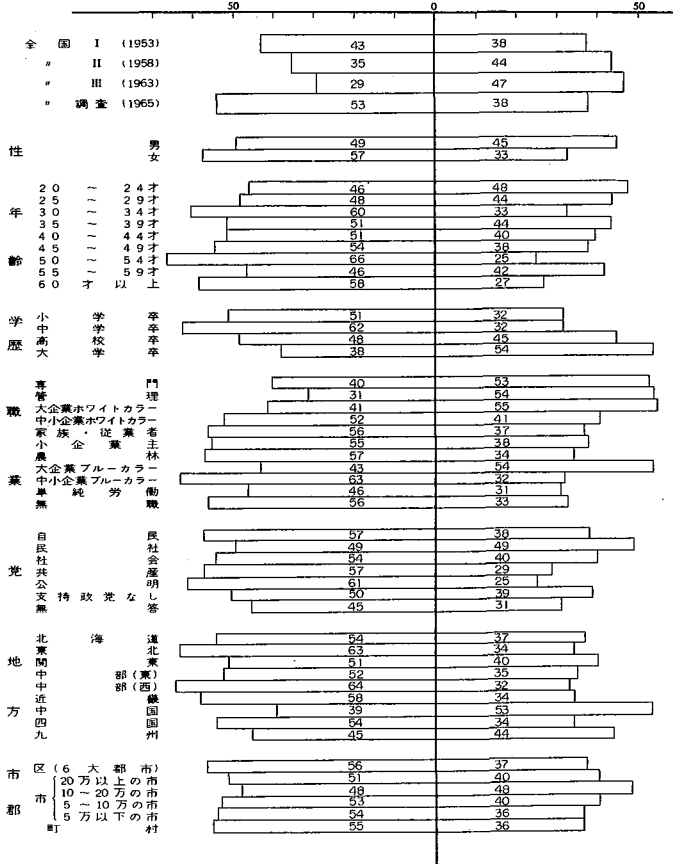 50 0 50
全国 I (1953) 43 38
〃 II (1958) 35 44
〃 III (1963) 29 47
〃 調査 (1965) 53 38
性
男 49 45
女 57 33
年齢
20 ~ 24才 46 48
25 ~ 29才 48 44
30 ~ 34才 60 33
35 ~ 39才 51 44
40 ~ 44才 51 40
45 ~ 49才 54 38
50 ~ 54才 66 25
55 ~ 59才 46 42
60才以上 58 27
学歴
小学卒 51 32
中学卒 62 32
高校卒 48 45
大学卒 38 54
職業
専門 40 53
管理 31 54
大企業ホワイトカラー 41 55
中小企業ホワイトカラー 52 41
家族・従業者 56 37
小企業主 55 38
農林 57 34
大企業ブルーカラー 43 54
中小企業ブルーカラー 63 32
単純労働 46 31
無職 56 33
党
自民 57 38
民社 49 49
社会 54 40
共産 57 29
公明 61 25
支持政党なし 50 39
無答 45 31
地方
北海道 54 37
東北 63 34
関東 51 40
中部(東) 52 35
中部(西) 64 32
近畿 58 34
中国 39 53
四国 54 34
九州 45 44
市郡
区(6大都市) 56 37
市
20万以上の市 51 40
10~20万の市 48 48
5~10万の市 53 40
5万以下の市 54 36
町村 55 36